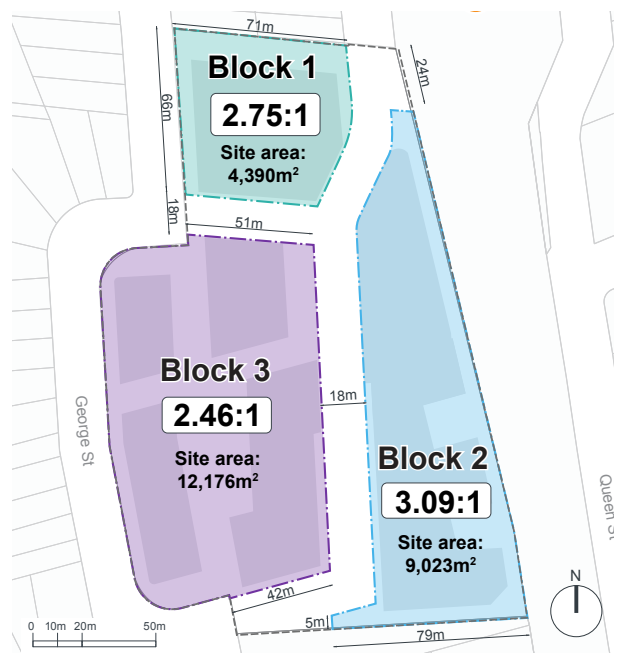 71m
24m
Block 1
2.75:1
Site area:
4,390m²
66m
18m
51m
Block 3
2.46:1
Site area:
12,176m²
18m
George St
Block 2
3.09:1
Site area:
9,023m²
Queen St
42m
5m
79m
0 10m 20m 50m
N